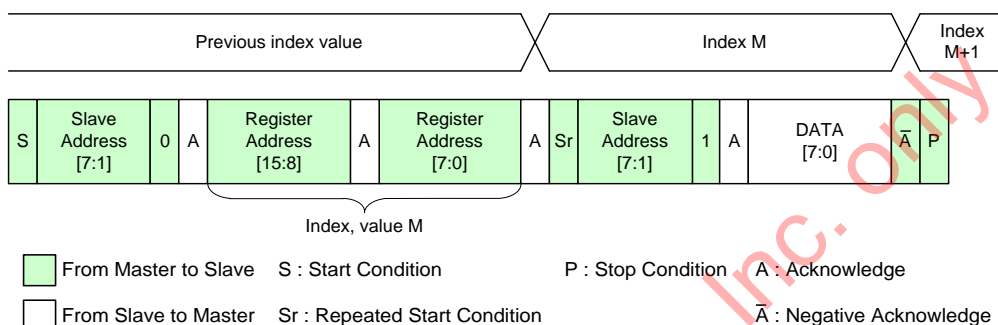 Previous index value
Index M
Index
M+1
S
Slave
Address
[7:1]
0
A
Register
Address
[15:8]
A
Register
Address
[7:0]
A
Sr
Slave
Address
[7:1]
1
A
DATA
[7:0]
A̅
P
Index, value M
From Master to Slave
S : Start Condition
P : Stop Condition
A : Acknowledge
From Slave to Master
Sr : Repeated Start Condition
A̅ : Negative Acknowledge
Inc. only